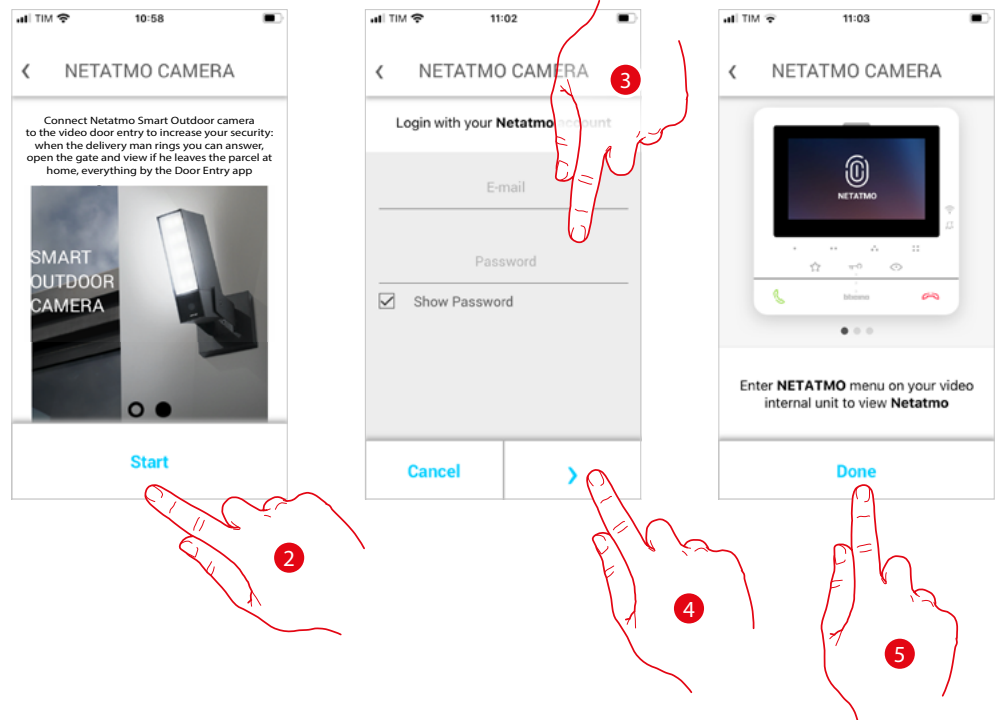 TIM 10:58
NETATMO CAMERA
Connect Netatmo Smart Outdoor camera
to the video door entry to increase your security:
when the delivery man rings you can answer,
open the gate and view if he leaves the parcel at
home, everything by the Door Entry app
SMART
OUTDOOR
CAMERA
Start
2
TIM 11:02
NETATMO CAMERA
3
Login with your Netatmo account
E-mail
Password
Show Password
Cancel
4
TIM 11:03
NETATMO CAMERA
NETATMO
bticino
Enter NETATMO menu on your video
internal unit to view Netatmo
Done
5